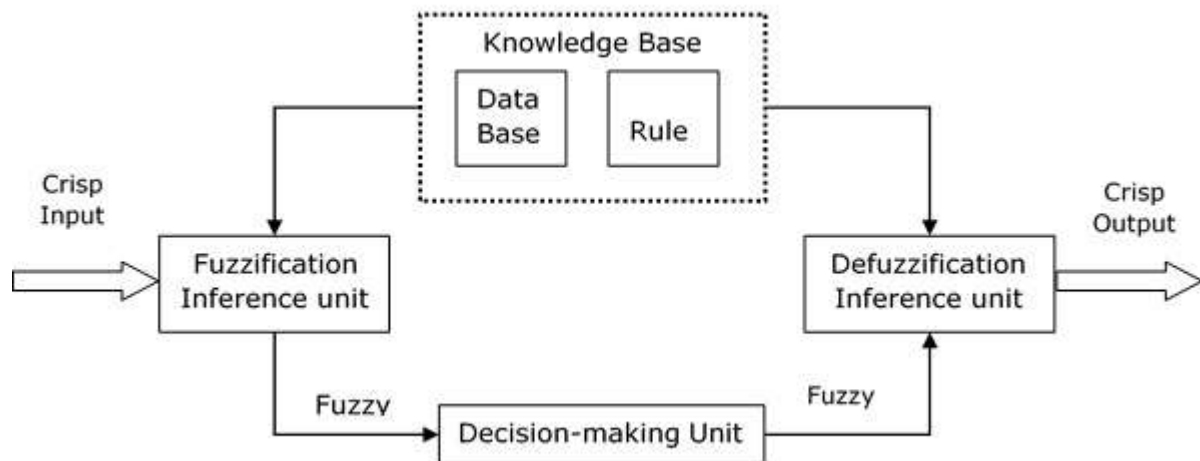 Knowledge Base
Data
Base
Rule
Crisp
Input
Crisp
Output
Fuzzification
Inference unit
Defuzzification
Inference unit
Fuzzy
Fuzzy
Decision-making Unit